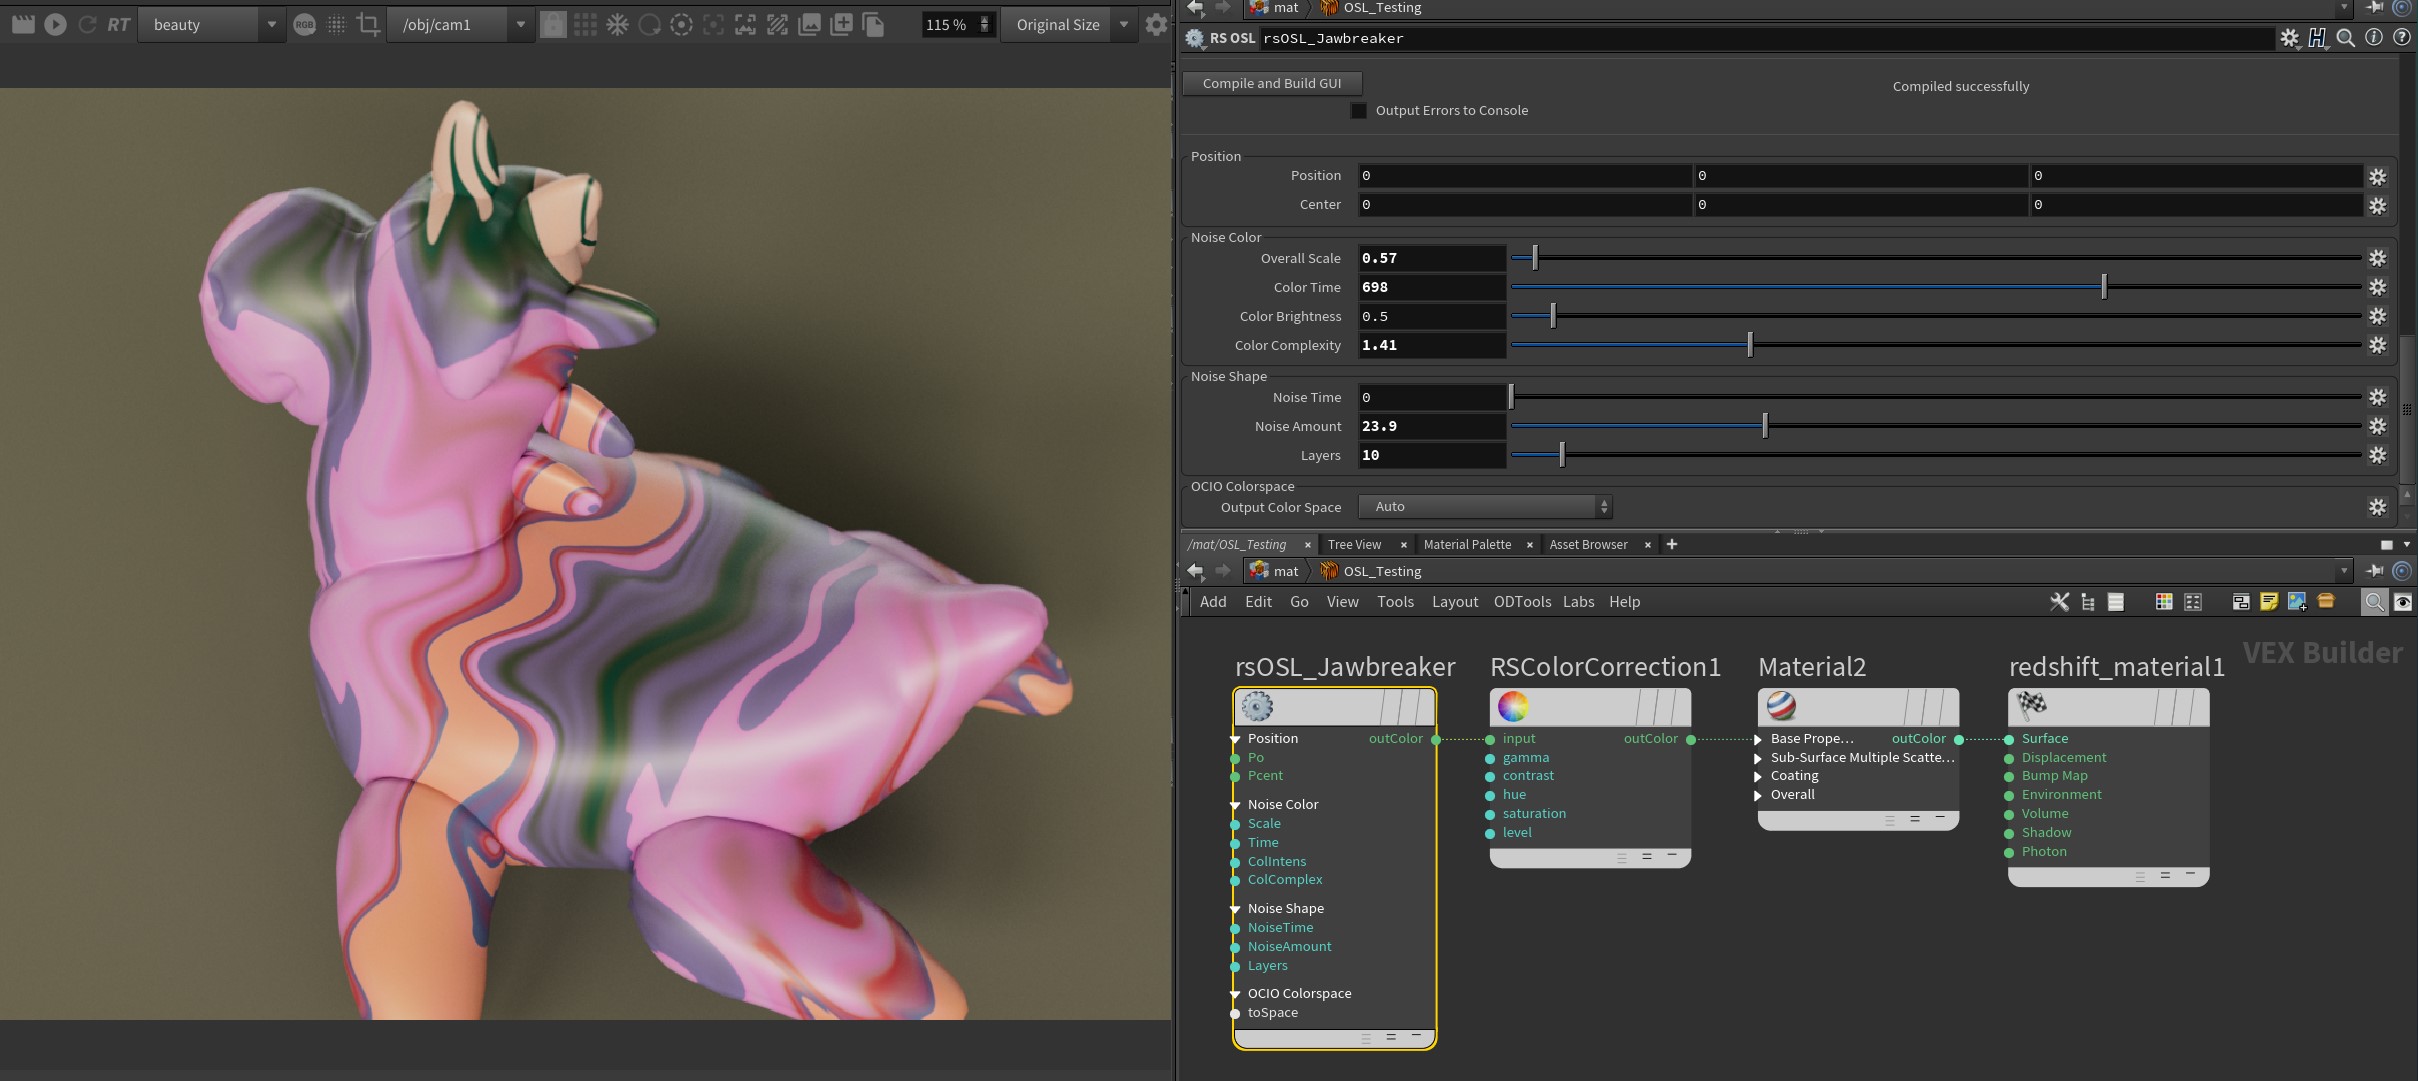 RT beauty RGB /obj/cam1 115 % Original Size
mat OSL_Testing
RS OSL rsOSL_Jawbreaker
Compile and Build GUI Compiled successfully
Output Errors to Console
Position
Position 0 0 0
Center 0 0 0
Noise Color
Overall Scale 0.57
Color Time 698
Color Brightness 0.5
Color Complexity 1.41
Noise Shape
Noise Time 0
Noise Amount 23.9
Layers 10
OCIO Colorspace
Output Color Space Auto
/mat/OSL_Testing × Tree View × Material Palette × Asset Browser × +
mat OSL_Testing
Add Edit Go View Tools Layout ODTools Labs Help
VEX Builder
rsOSL_Jawbreaker
Position outColor
Po
Pcent
Noise Color
Scale
Time
ColIntens
ColComplex
Noise Shape
NoiseTime
NoiseAmount
Layers
OCIO Colorspace
toSpace
RSColorCorrection1
input outColor
gamma
contrast
hue
saturation
level
Material2
Base Prope... outColor
Sub-Surface Multiple Scatte...
Coating
Overall
redshift_material1
Surface
Displacement
Bump Map
Environment
Volume
Shadow
Photon